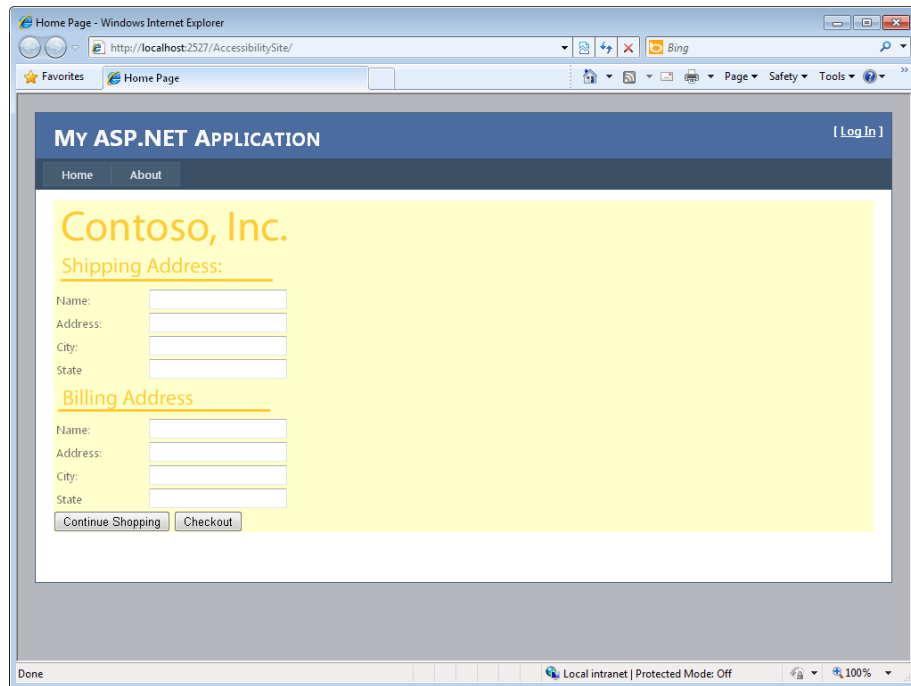 Home Page - Windows Internet Explorer
http://localhost:2527/AccessibilitySite/
Bing
Favorites
Home Page
Page
Safety
Tools
»
MY ASP.NET APPLICATION
[ Log In ]
Home
About
Contoso, Inc.
Shipping Address:
Name:
Address:
City:
State
Billing Address
Name:
Address:
City:
State
Continue Shopping
Checkout
Done
Local intranet | Protected Mode: Off
100%